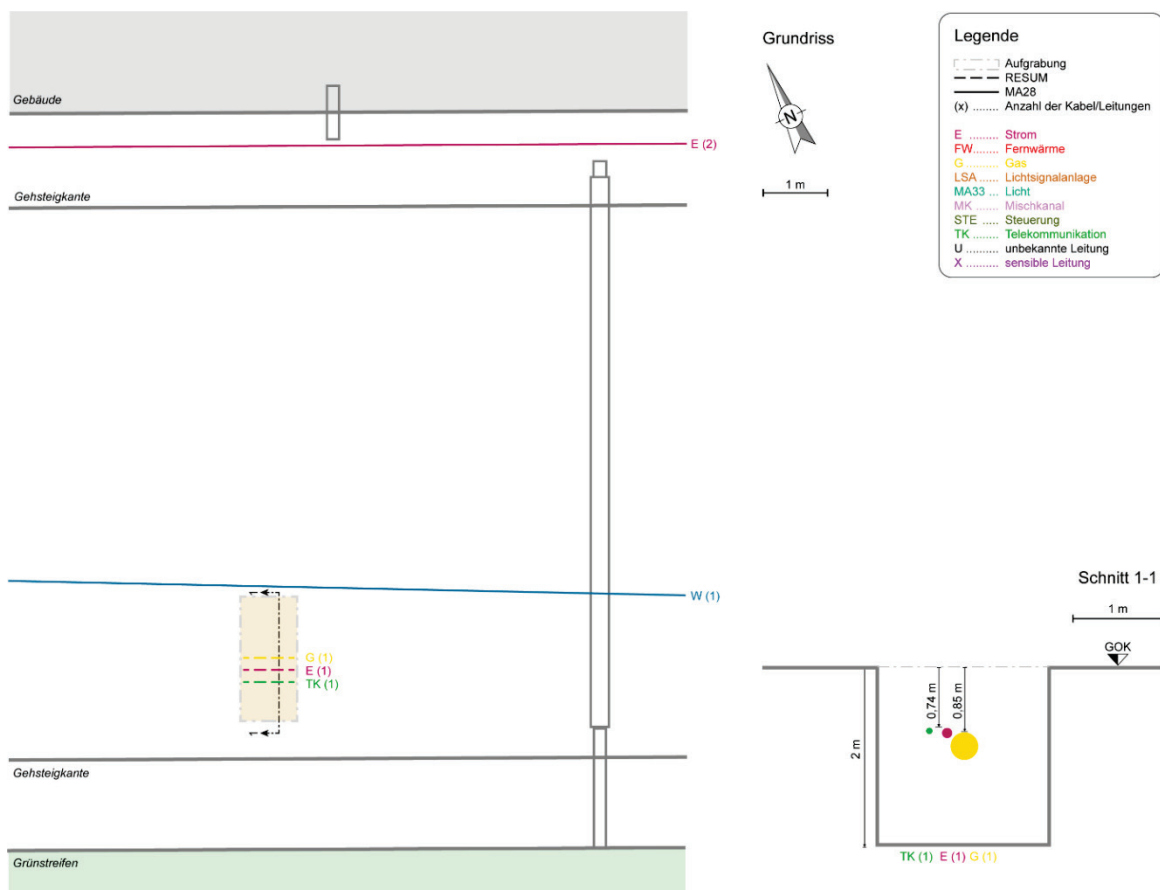 Gebäude
E (2)
Gehsteigkante
W (1)
G (1)
E (1)
TK (1)
Gehsteigkante
Grünstreifen
Grundriss
N
1 m
Legende
Aufgrabung
RESUM
MA28
(x) ........ Anzahl der Kabel/Leitungen
E ......... Strom
FW........ Fernwärme
G .......... Gas
LSA ...... Lichtsignalanlage
MA33 ... Licht
MK ....... Mischkanal
STE ..... Steuerung
TK ........ Telekommunikation
U .......... unbekannte Leitung
X .......... sensible Leitung
Schnitt 1-1
1 m
GOK
0,74 m
0,85 m
2 m
TK (1) E (1) G (1)